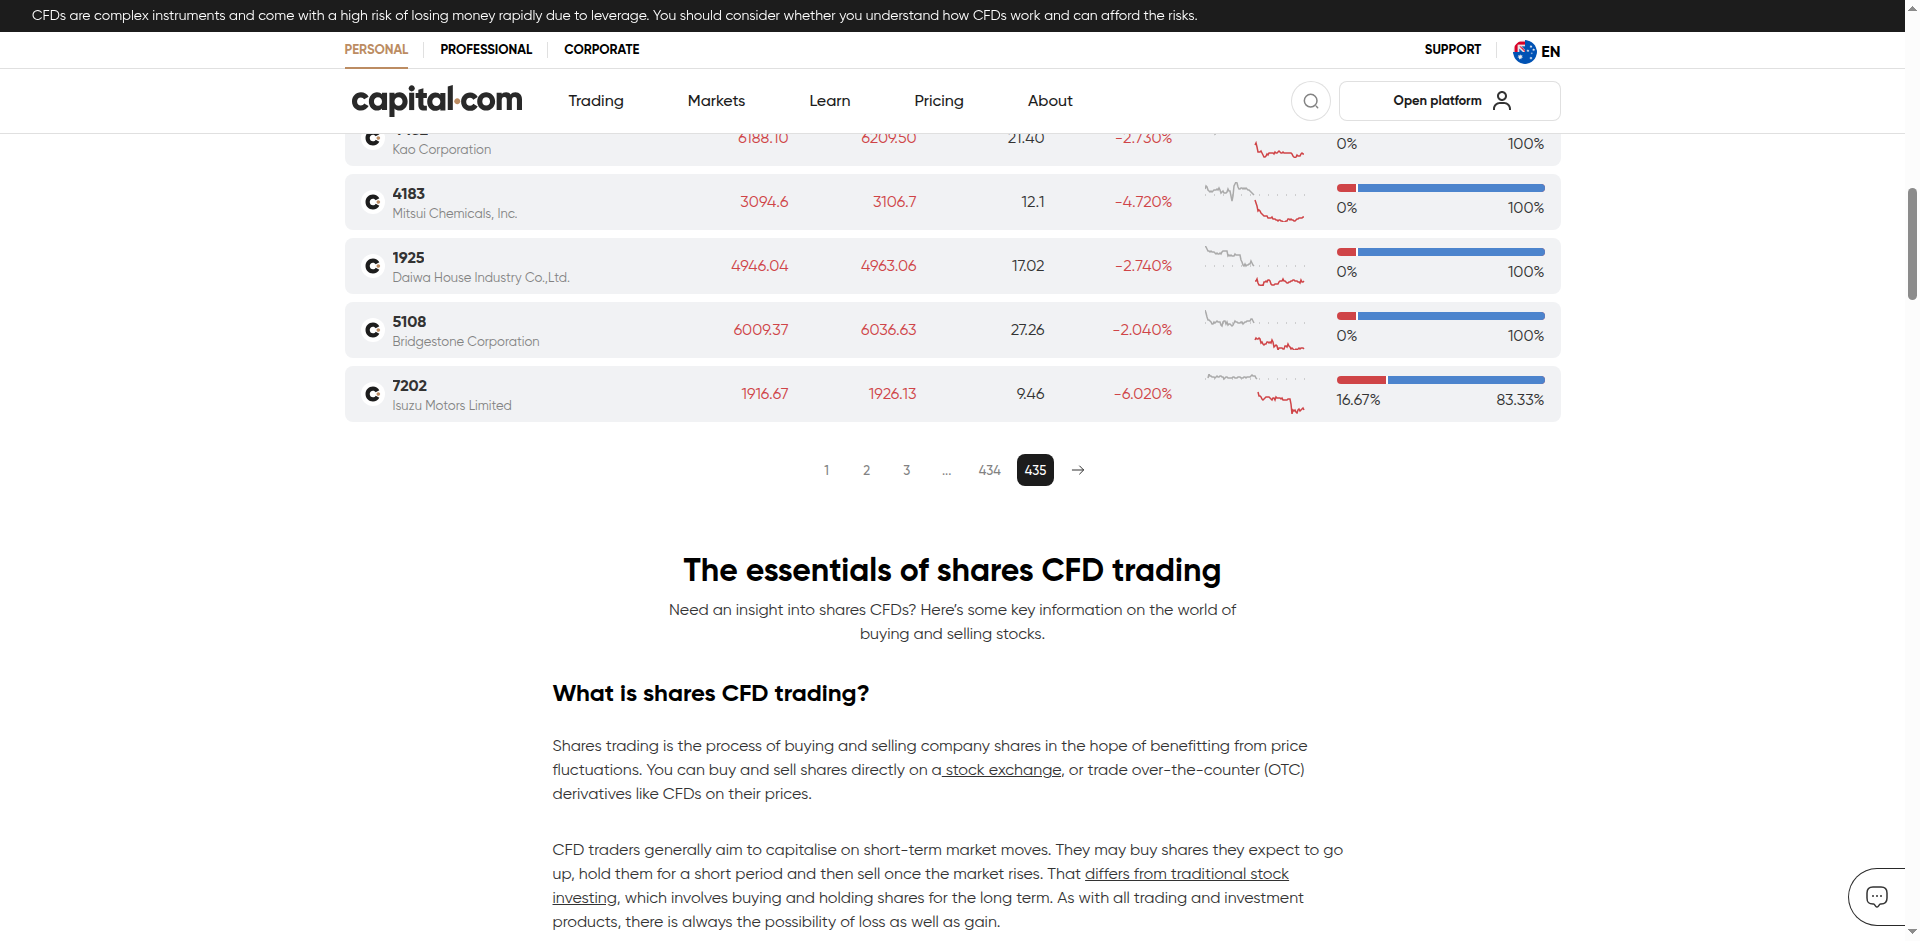 CFDs are complex instruments and come with a high risk of losing money rapidly due to leverage. You should consider whether you understand how CFDs work and can afford the risks.
PERSONAL PROFESSIONAL CORPORATE SUPPORT EN
capital.com Trading Markets Learn Pricing About Open platform
6188.10 6209.50 21.40 -2.730%
Kao Corporation 0% 100%
4183
Mitsui Chemicals, Inc. 3094.6 3106.7 12.1 -4.720% 0% 100%
1925
Daiwa House Industry Co.,Ltd. 4946.04 4963.06 17.02 -2.740% 0% 100%
5108
Bridgestone Corporation 6009.37 6036.63 27.26 -2.040% 0% 100%
7202
Isuzu Motors Limited 1916.67 1926.13 9.46 -6.020% 16.67% 83.33%
1 2 3 ... 434 435
The essentials of shares CFD trading
Need an insight into shares CFDs? Here's some key information on the world of
buying and selling stocks.
What is shares CFD trading?
Shares trading is the process of buying and selling company shares in the hope of benefitting from price
fluctuations. You can buy and sell shares directly on a stock exchange, or trade over-the-counter (OTC)
derivatives like CFDs on their prices.
CFD traders generally aim to capitalise on short-term market moves. They may buy shares they expect to go
up, hold them for a short period and then sell once the market rises. That differs from traditional stock
investing, which involves buying and holding shares for the long term. As with all trading and investment
products, there is always the possibility of loss as well as gain.